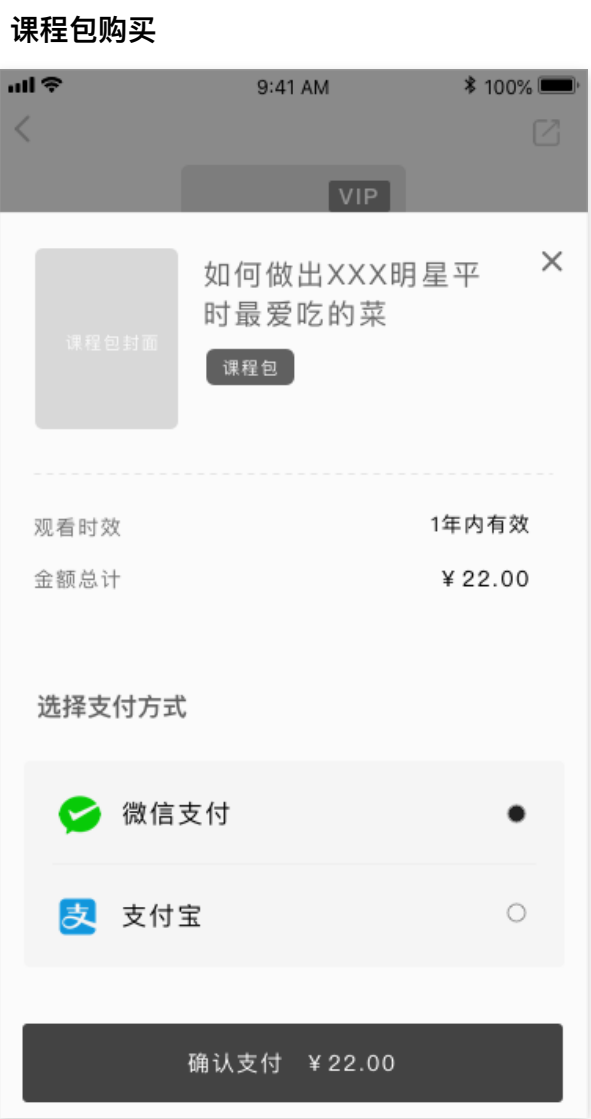 课程包购买
9:41 AM
100%
VIP
如何做出XXX明星平
时最爱吃的菜
课程包封面
课程包
观看时效
1年内有效
金额总计
¥ 22.00
选择支付方式
微信支付
支
支付宝
确认支付 ¥ 22.00